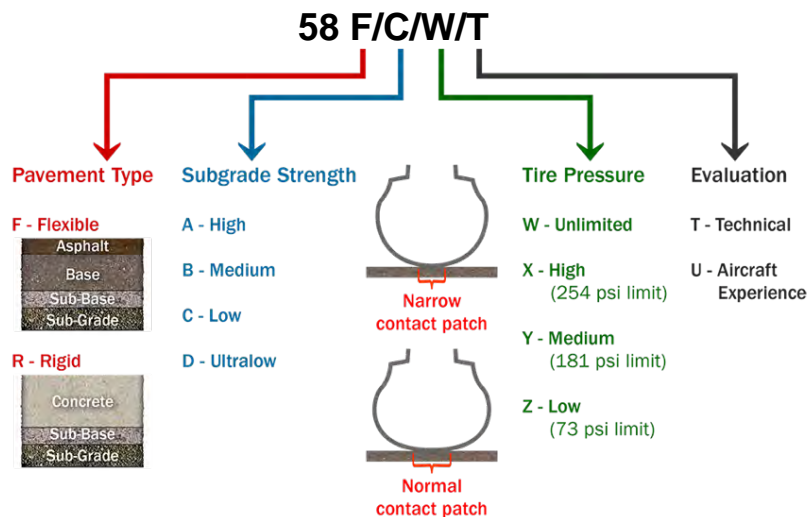 58 F/C/W/T
Pavement Type
F - Flexible
Asphalt
Base
Sub-Base
Sub-Grade
R - Rigid
Concrete
Sub-Base
Sub-Grade
Subgrade Strength
A - High
B - Medium
C - Low
D - Ultralow
Narrow
contact patch
Normal
contact patch
Tire Pressure
W - Unlimited
X - High
(254 psi limit)
Y - Medium
(181 psi limit)
Z - Low
(73 psi limit)
Evaluation
T - Technical
U - Aircraft
Experience